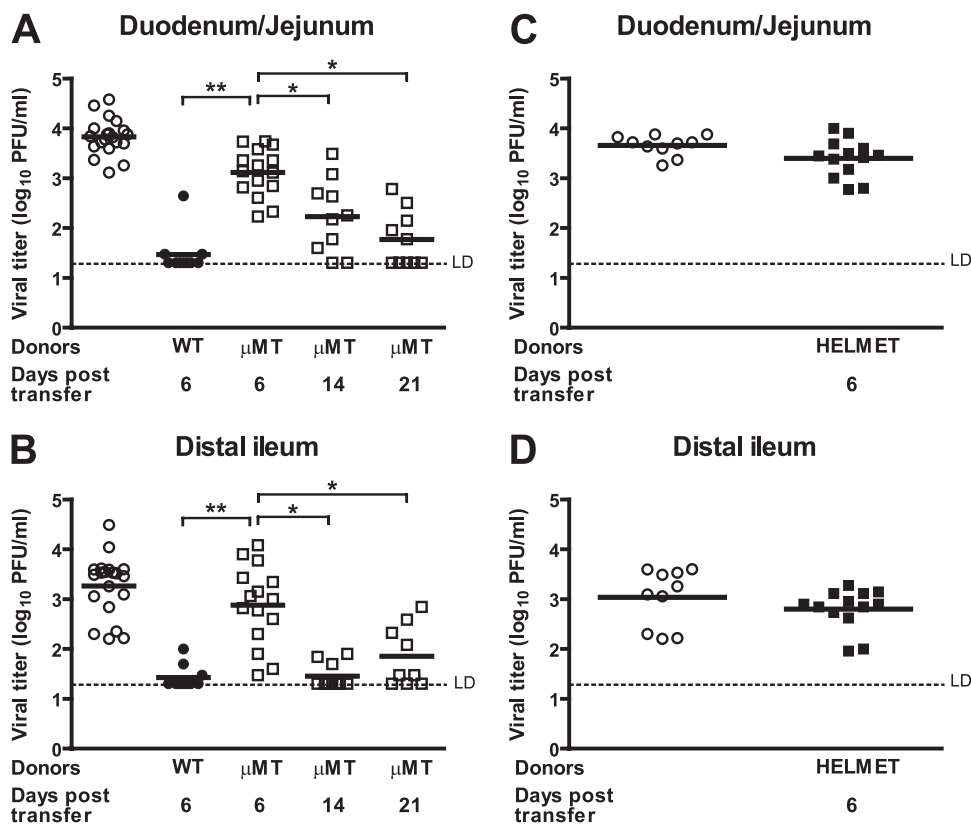 A Duodenum/Jejunum
Viral titer (log10 PFU/ml)
5
4
3
2
1
0
** * *
LD
Donors WT μMT μMT μMT
Days post transfer 6 6 14 21
B Distal ileum
Viral titer (log10 PFU/ml)
5
4
3
2
1
0
** * *
LD
Donors WT μMT μMT μMT
Days post transfer 6 6 14 21
C Duodenum/Jejunum
Viral titer (log10 PFU/ml)
5
4
3
2
1
0
LD
Donors HELMET
Days post transfer 6
D Distal ileum
Viral titer (log10 PFU/ml)
5
4
3
2
1
0
LD
Donors HELMET
Days post transfer 6